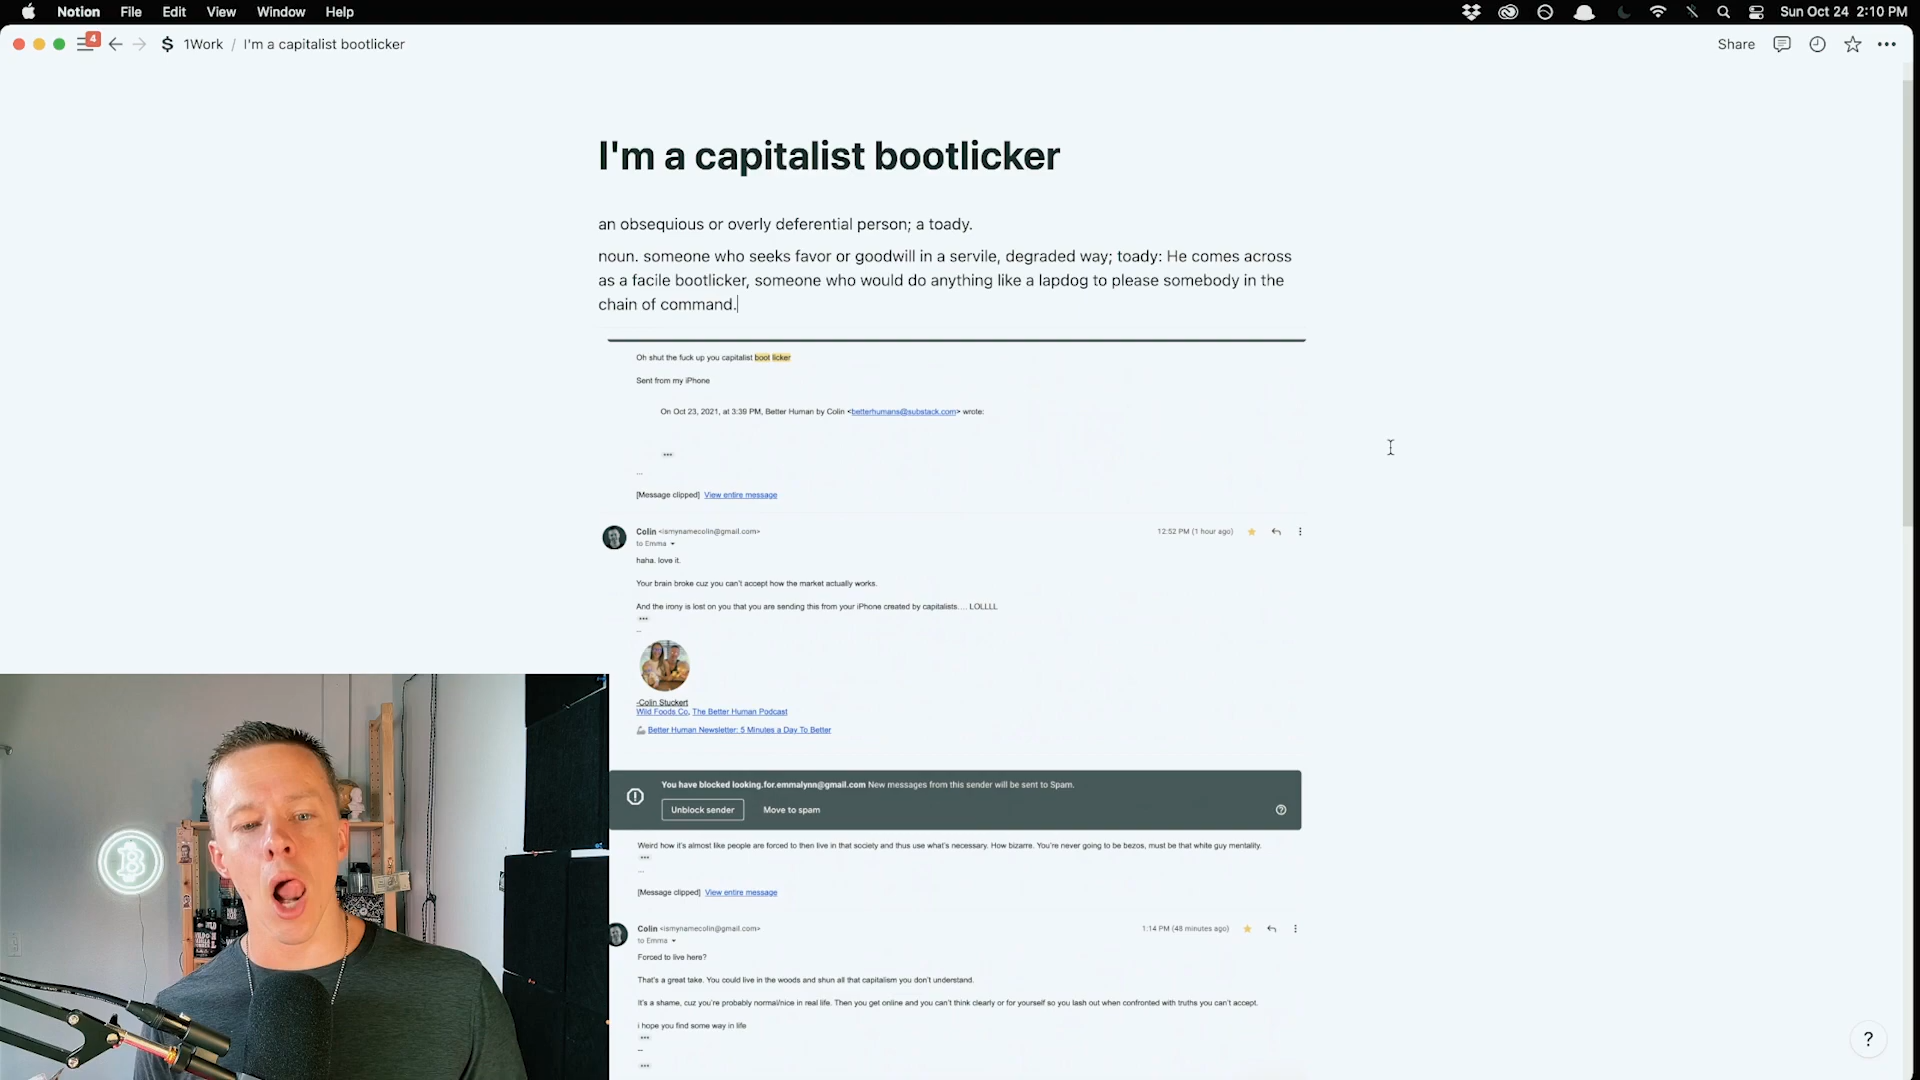 Notion File Edit View Window Help
Sun Oct 24 2:10 PM
4
$ 1Work / I'm a capitalist bootlicker
Share
I'm a capitalist bootlicker
an obsequious or overly deferential person; a toady.
noun. someone who seeks favor or goodwill in a servile, degraded way; toady: He comes across
as a facile bootlicker, someone who would do anything like a lapdog to please somebody in the
chain of command.
Oh shut the fuck up you capitalist boot licker
Sent from my iPhone
On Oct 23, 2021, at 3:39 PM, Better Human by Colin <betterhumans@substack.com> wrote:
...
[Message clipped] View entire message
Colin <ismynamecolin@gmail.com>
12:52 PM (1 hour ago)
to Emma
haha. love it.
Your brain broke cuz you can't accept how the market actually works.
And the irony is lost on you that you are sending this from your iPhone created by capitalists.... LOLLLL
--
-Colin Stuckert
Wild Foods Co, The Better Human Podcast
Better Human Newsletter: 5 Minutes a Day To Better
You have blocked looking.for.emmalynn@gmail.com New messages from this sender will be sent to Spam.
Unblock sender Move to spam
Weird how it's almost like people are forced to then live in that society and thus use what's necessary. How bizarre. You're never going to be bezos, must be that white guy mentality.
...
[Message clipped] View entire message
Colin <ismynamecolin@gmail.com>
1:14 PM (48 minutes ago)
to Emma
Forced to live here?
That's a great take. You could live in the woods and shun all that capitalism you don't understand.
It's a shame, cuz you're probably normal/nice in real life. Then you get online and you can't think clearly or for yourself so you lash out when confronted with truths you can't accept.
i hope you find some way in life
--
?